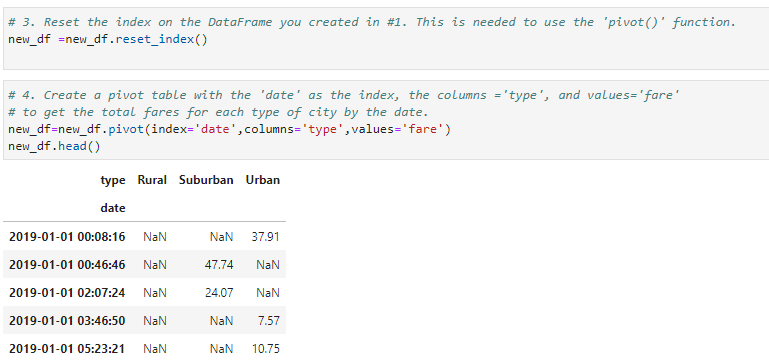 # 3. Reset the index on the DataFrame you created in #1. This is needed to use the 'pivot()' function.
new_df =new_df.reset_index()
# 4. Create a pivot table with the 'date' as the index, the columns ='type', and values='fare'
# to get the total fares for each type of city by the date.
new_df=new_df.pivot(index='date',columns='type',values='fare')
new_df.head()
type Rural Suburban Urban
date
2019-01-01 00:08:16 NaN NaN 37.91
2019-01-01 00:46:46 NaN 47.74 NaN
2019-01-01 02:07:24 NaN 24.07 NaN
2019-01-01 03:46:50 NaN NaN 7.57
2019-01-01 05:23:21 NaN NaN 10.75